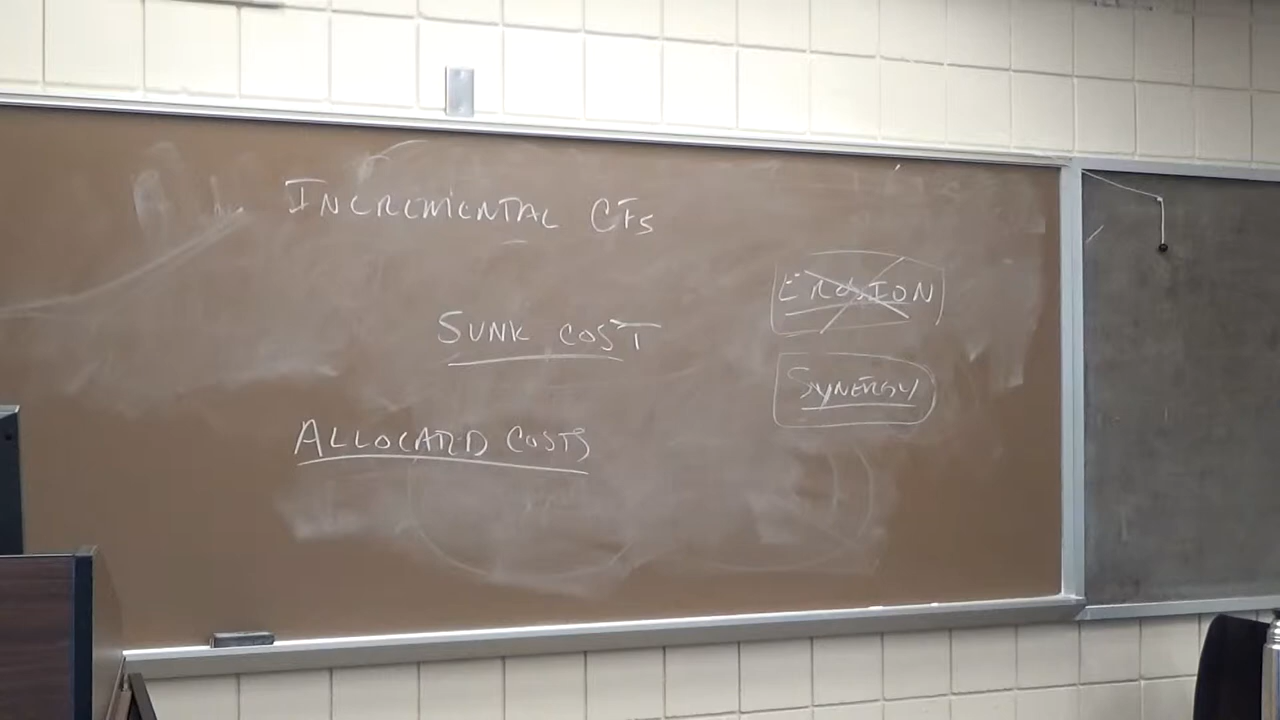 INCREMENTAL CFs
EROSION
SUNK COST
SYNERGY
ALLOCATED COSTS